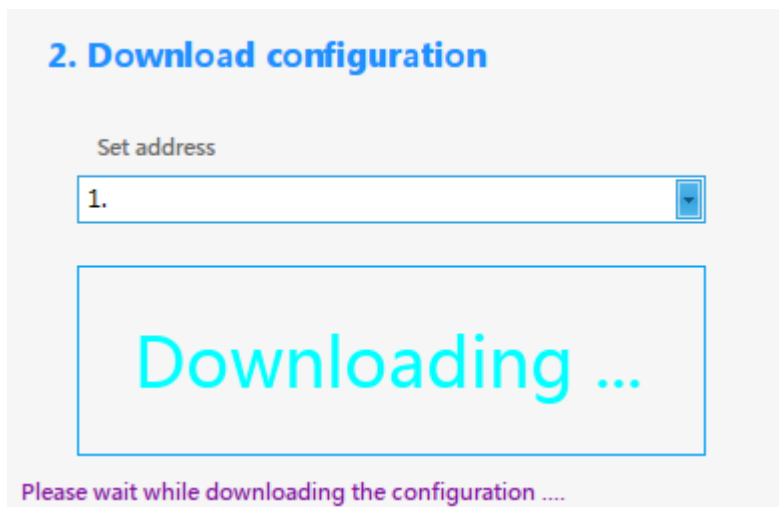 2. Download configuration
Set address
1.
Downloading ...
Please wait while downloading the configuration ....